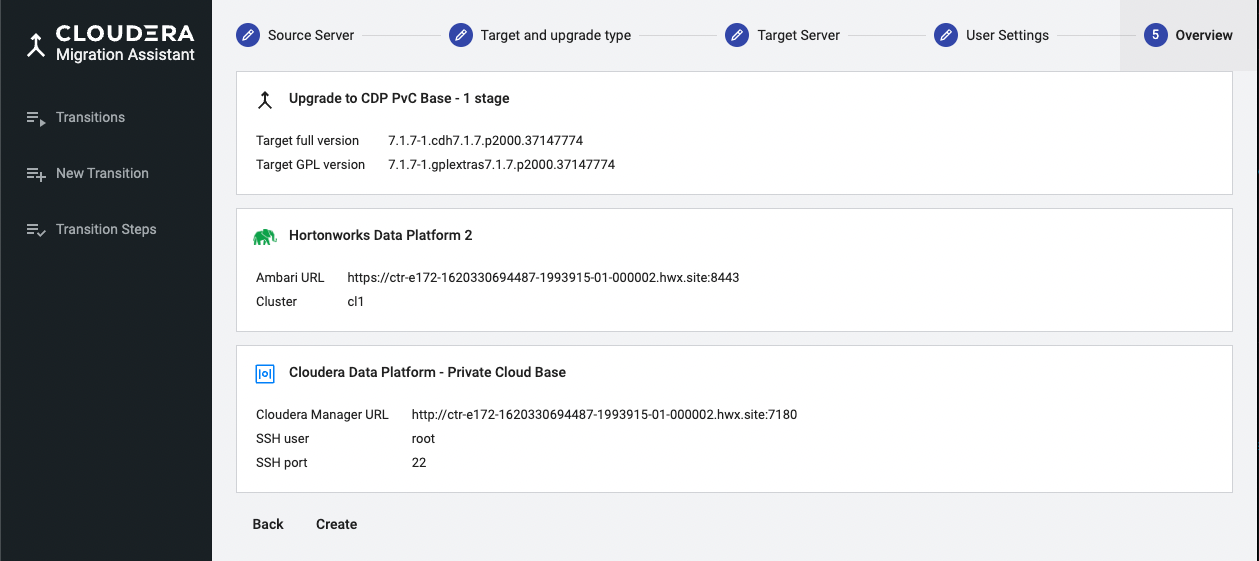 CLOUDERA
Migration Assistant
Transitions
New Transition
Transition Steps
Source Server
Target and upgrade type
Target Server
User Settings
5 Overview
Upgrade to CDP PvC Base - 1 stage
Target full version 7.1.7-1.cdh7.1.7.p2000.37147774
Target GPL version 7.1.7-1.gplextras7.1.7.p2000.37147774
Hortonworks Data Platform 2
Ambari URL https://ctr-e172-1620330694487-1993915-01-000002.hwx.site:8443
Cluster cl1
Cloudera Data Platform - Private Cloud Base
Cloudera Manager URL http://ctr-e172-1620330694487-1993915-01-000002.hwx.site:7180
SSH user root
SSH port 22
Back Create